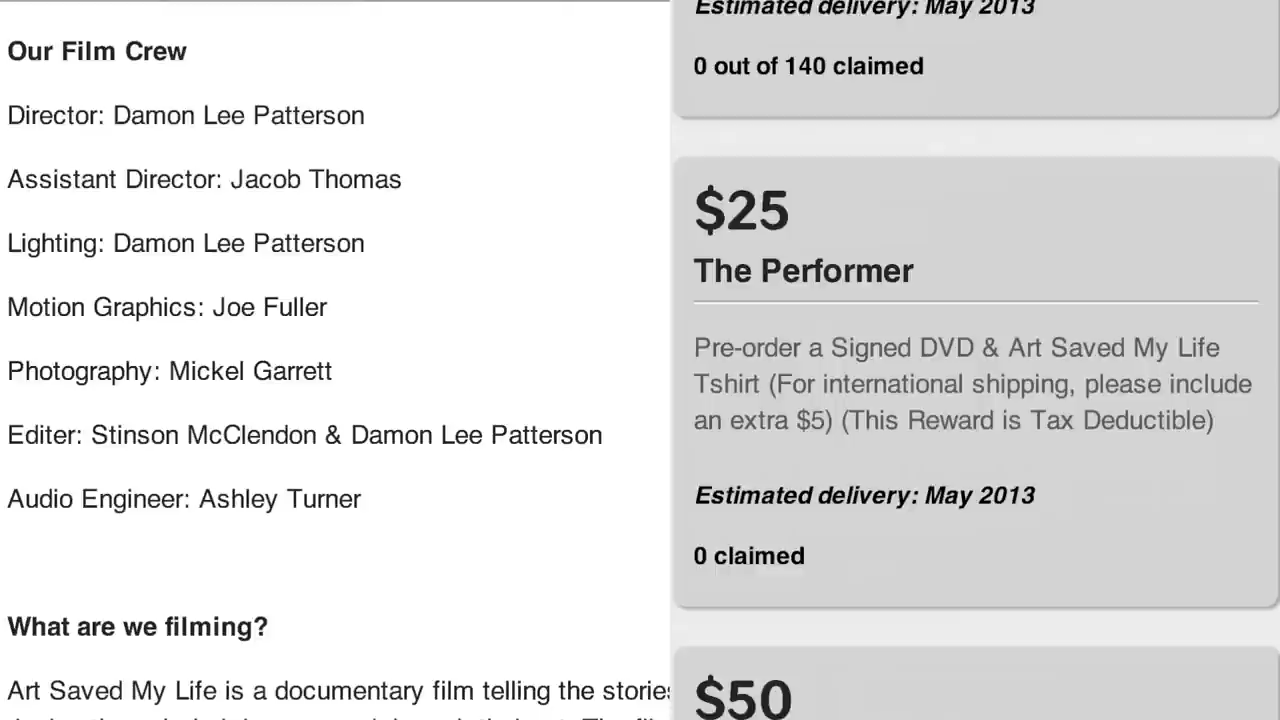 Our Film Crew
Director: Damon Lee Patterson
Assistant Director: Jacob Thomas
Lighting: Damon Lee Patterson
Motion Graphics: Joe Fuller
Photography: Mickel Garrett
Editer: Stinson McClendon & Damon Lee Patterson
Audio Engineer: Ashley Turner
What are we filming?
Art Saved My Life is a documentary film telling the stories
Estimated delivery: May 2013
0 out of 140 claimed
$25
The Performer
Pre-order a Signed DVD & Art Saved My Life
Tshirt (For international shipping, please include
an extra $5) (This Reward is Tax Deductible)
Estimated delivery: May 2013
0 claimed
$50